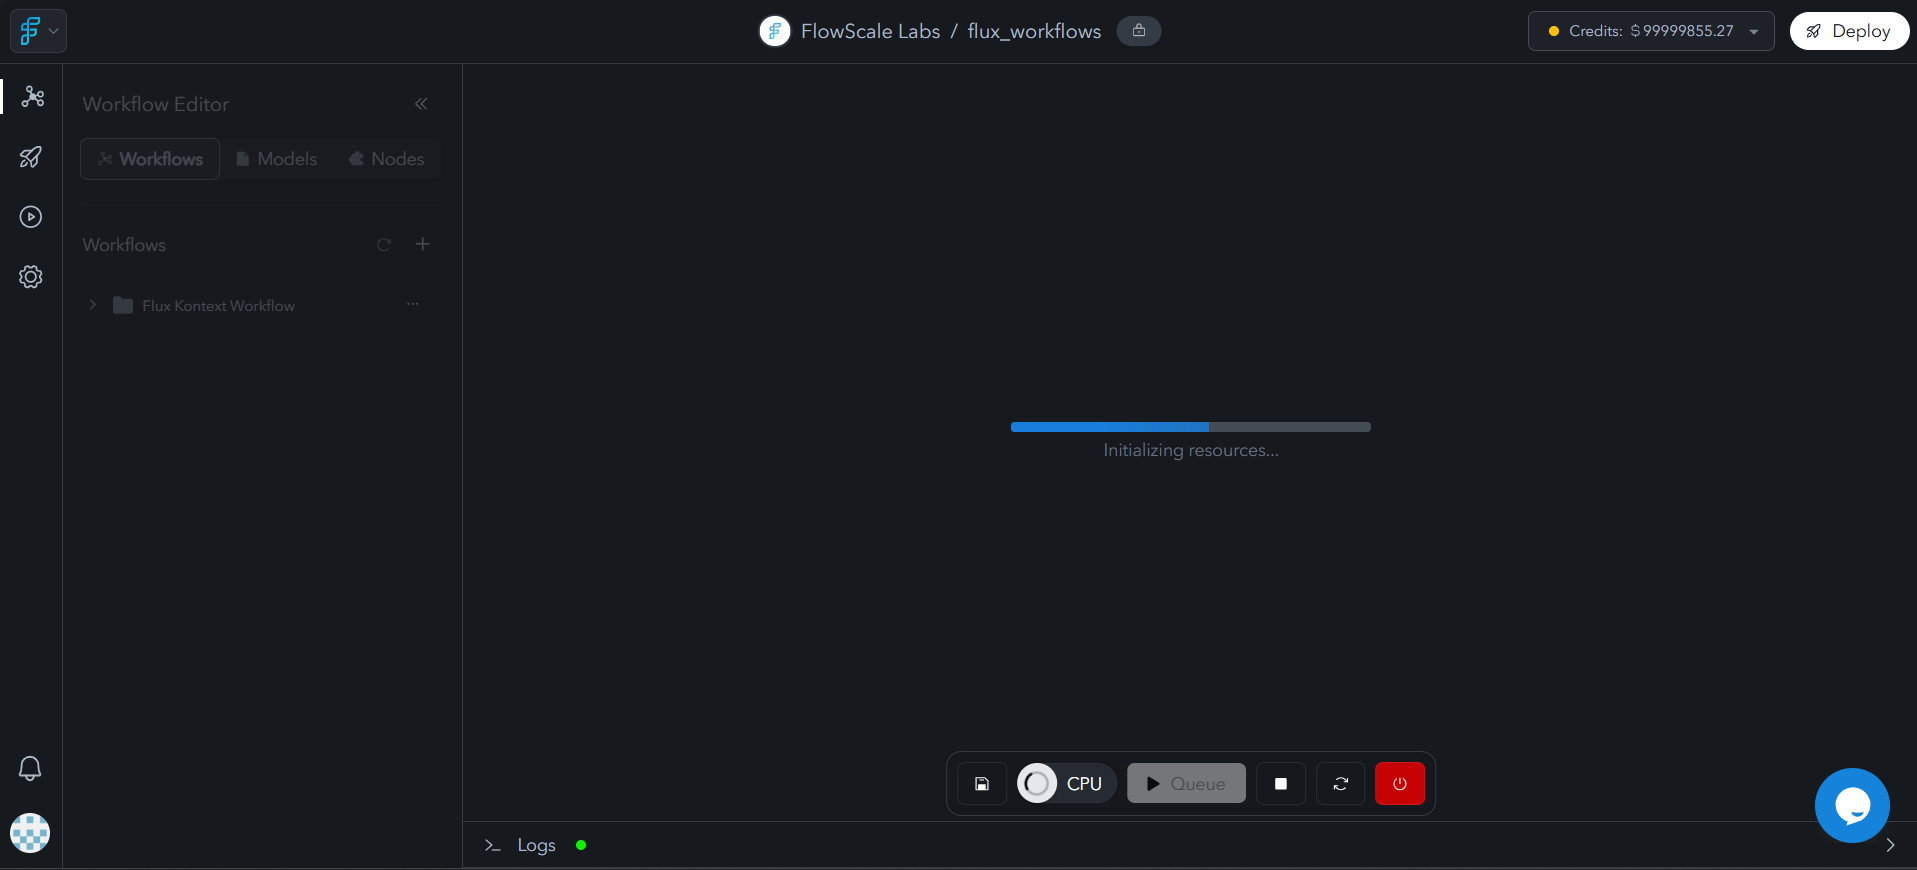 FlowScale Labs / flux_workflows
Credits: $ 99999855.27
Deploy
Workflow Editor
Workflows Models Nodes
Workflows
Flux Kontext Workflow
Initializing resources...
CPU
Queue
Logs